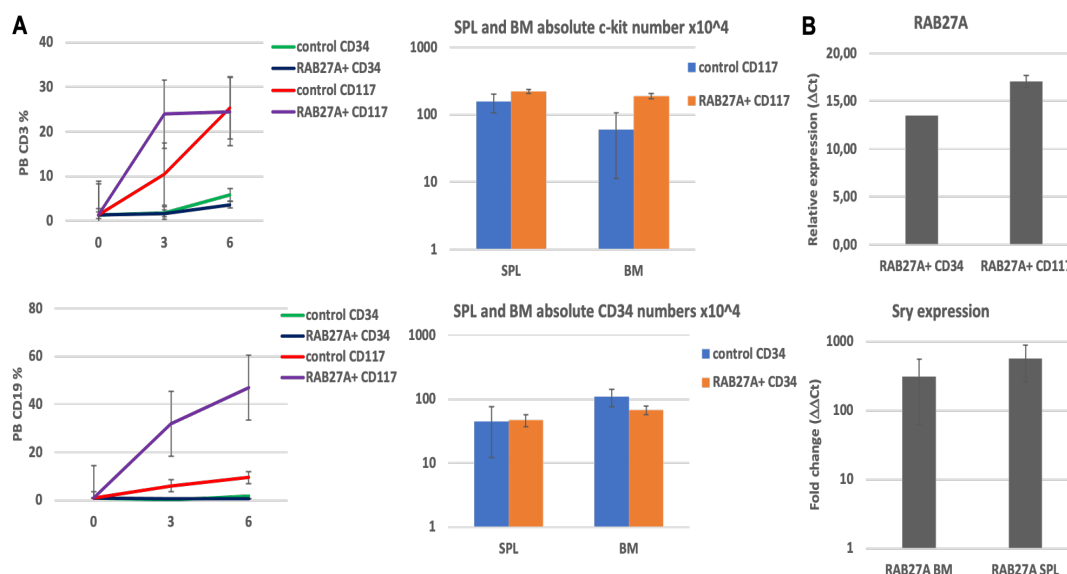 A
PB CD3 %
40
30
20
10
0
0 3 6
control CD34
RAB27A+ CD34
control CD117
RAB27A+ CD117
SPL and BM absolute c-kit number x10^4
1000
100
10
1
SPL BM
control CD117
RAB27A+ CD117
B
RAB27A
Relative expression (ΔCt)
20,00
15,00
10,00
5,00
0,00
RAB27A+ CD34 RAB27A+ CD117
PB CD19 %
80
60
40
20
0
0 3 6
control CD34
RAB27A+ CD34
control CD117
RAB27A+ CD117
SPL and BM absolute CD34 numbers x10^4
1000
100
10
1
SPL BM
control CD34
RAB27A+ CD34
Sry expression
Fold change (ΔΔCt)
1000
100
10
1
RAB27A BM RAB27A SPL